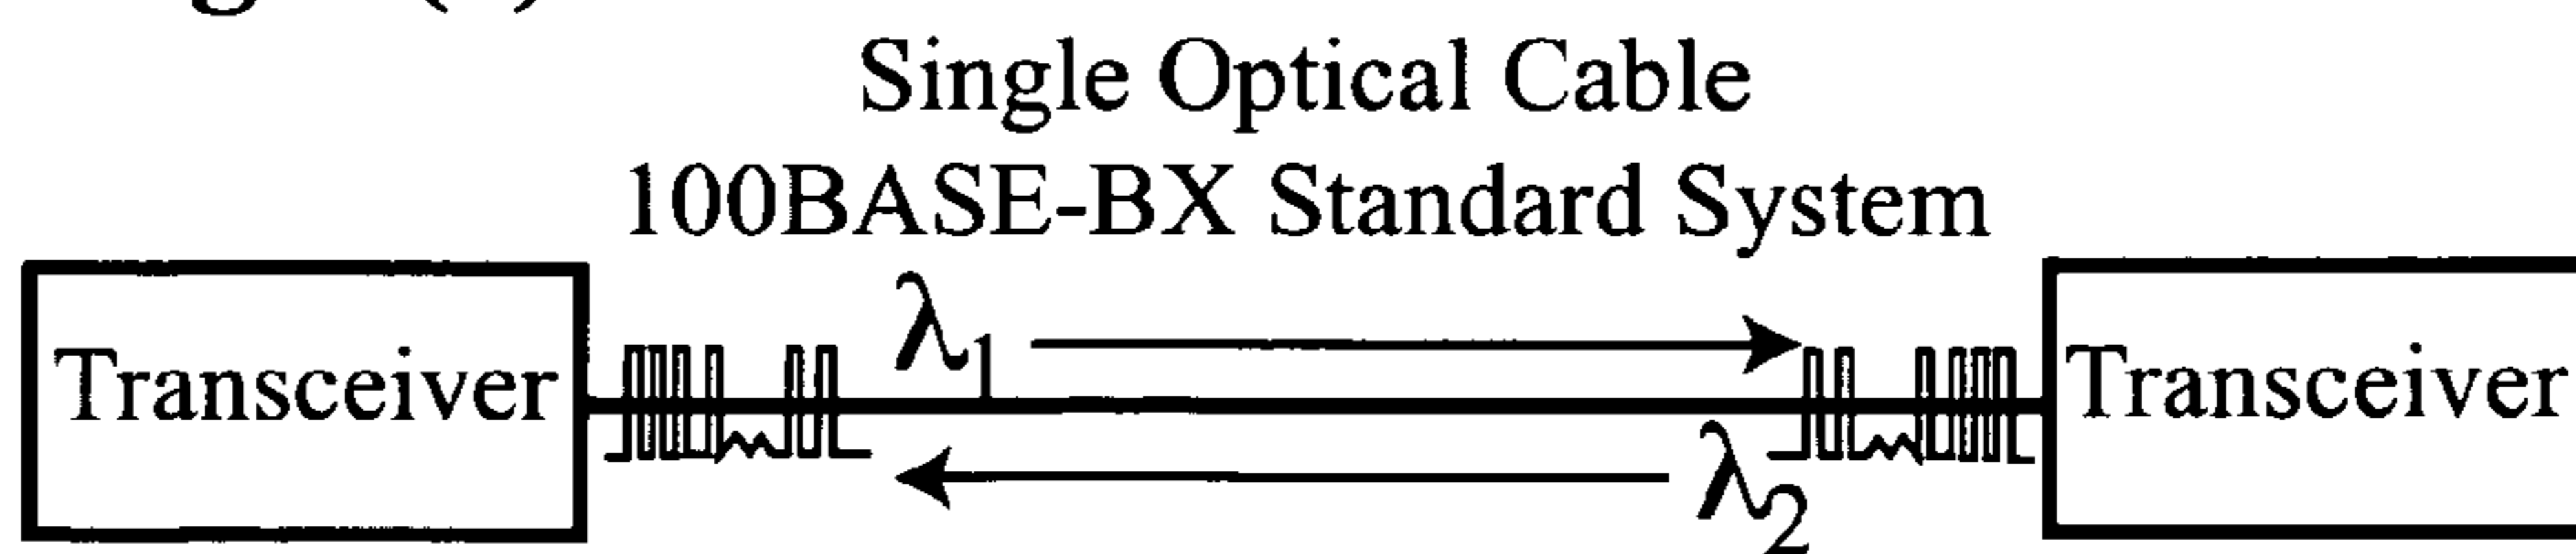 Single Optical Cable
100BASE-BX Standard System
Transceiver λ1 Transceiver
λ2